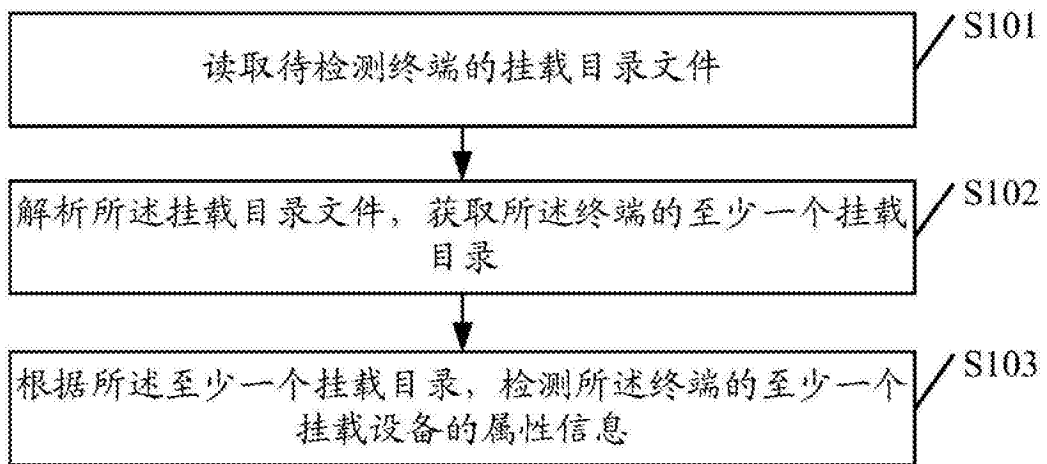 S101
读取待检测终端的挂载目录文件
S102
解析所述挂载目录文件，获取所述终端的至少一个挂载
目录
S103
根据所述至少一个挂载目录，检测所述终端的至少一个
挂载设备的属性信息